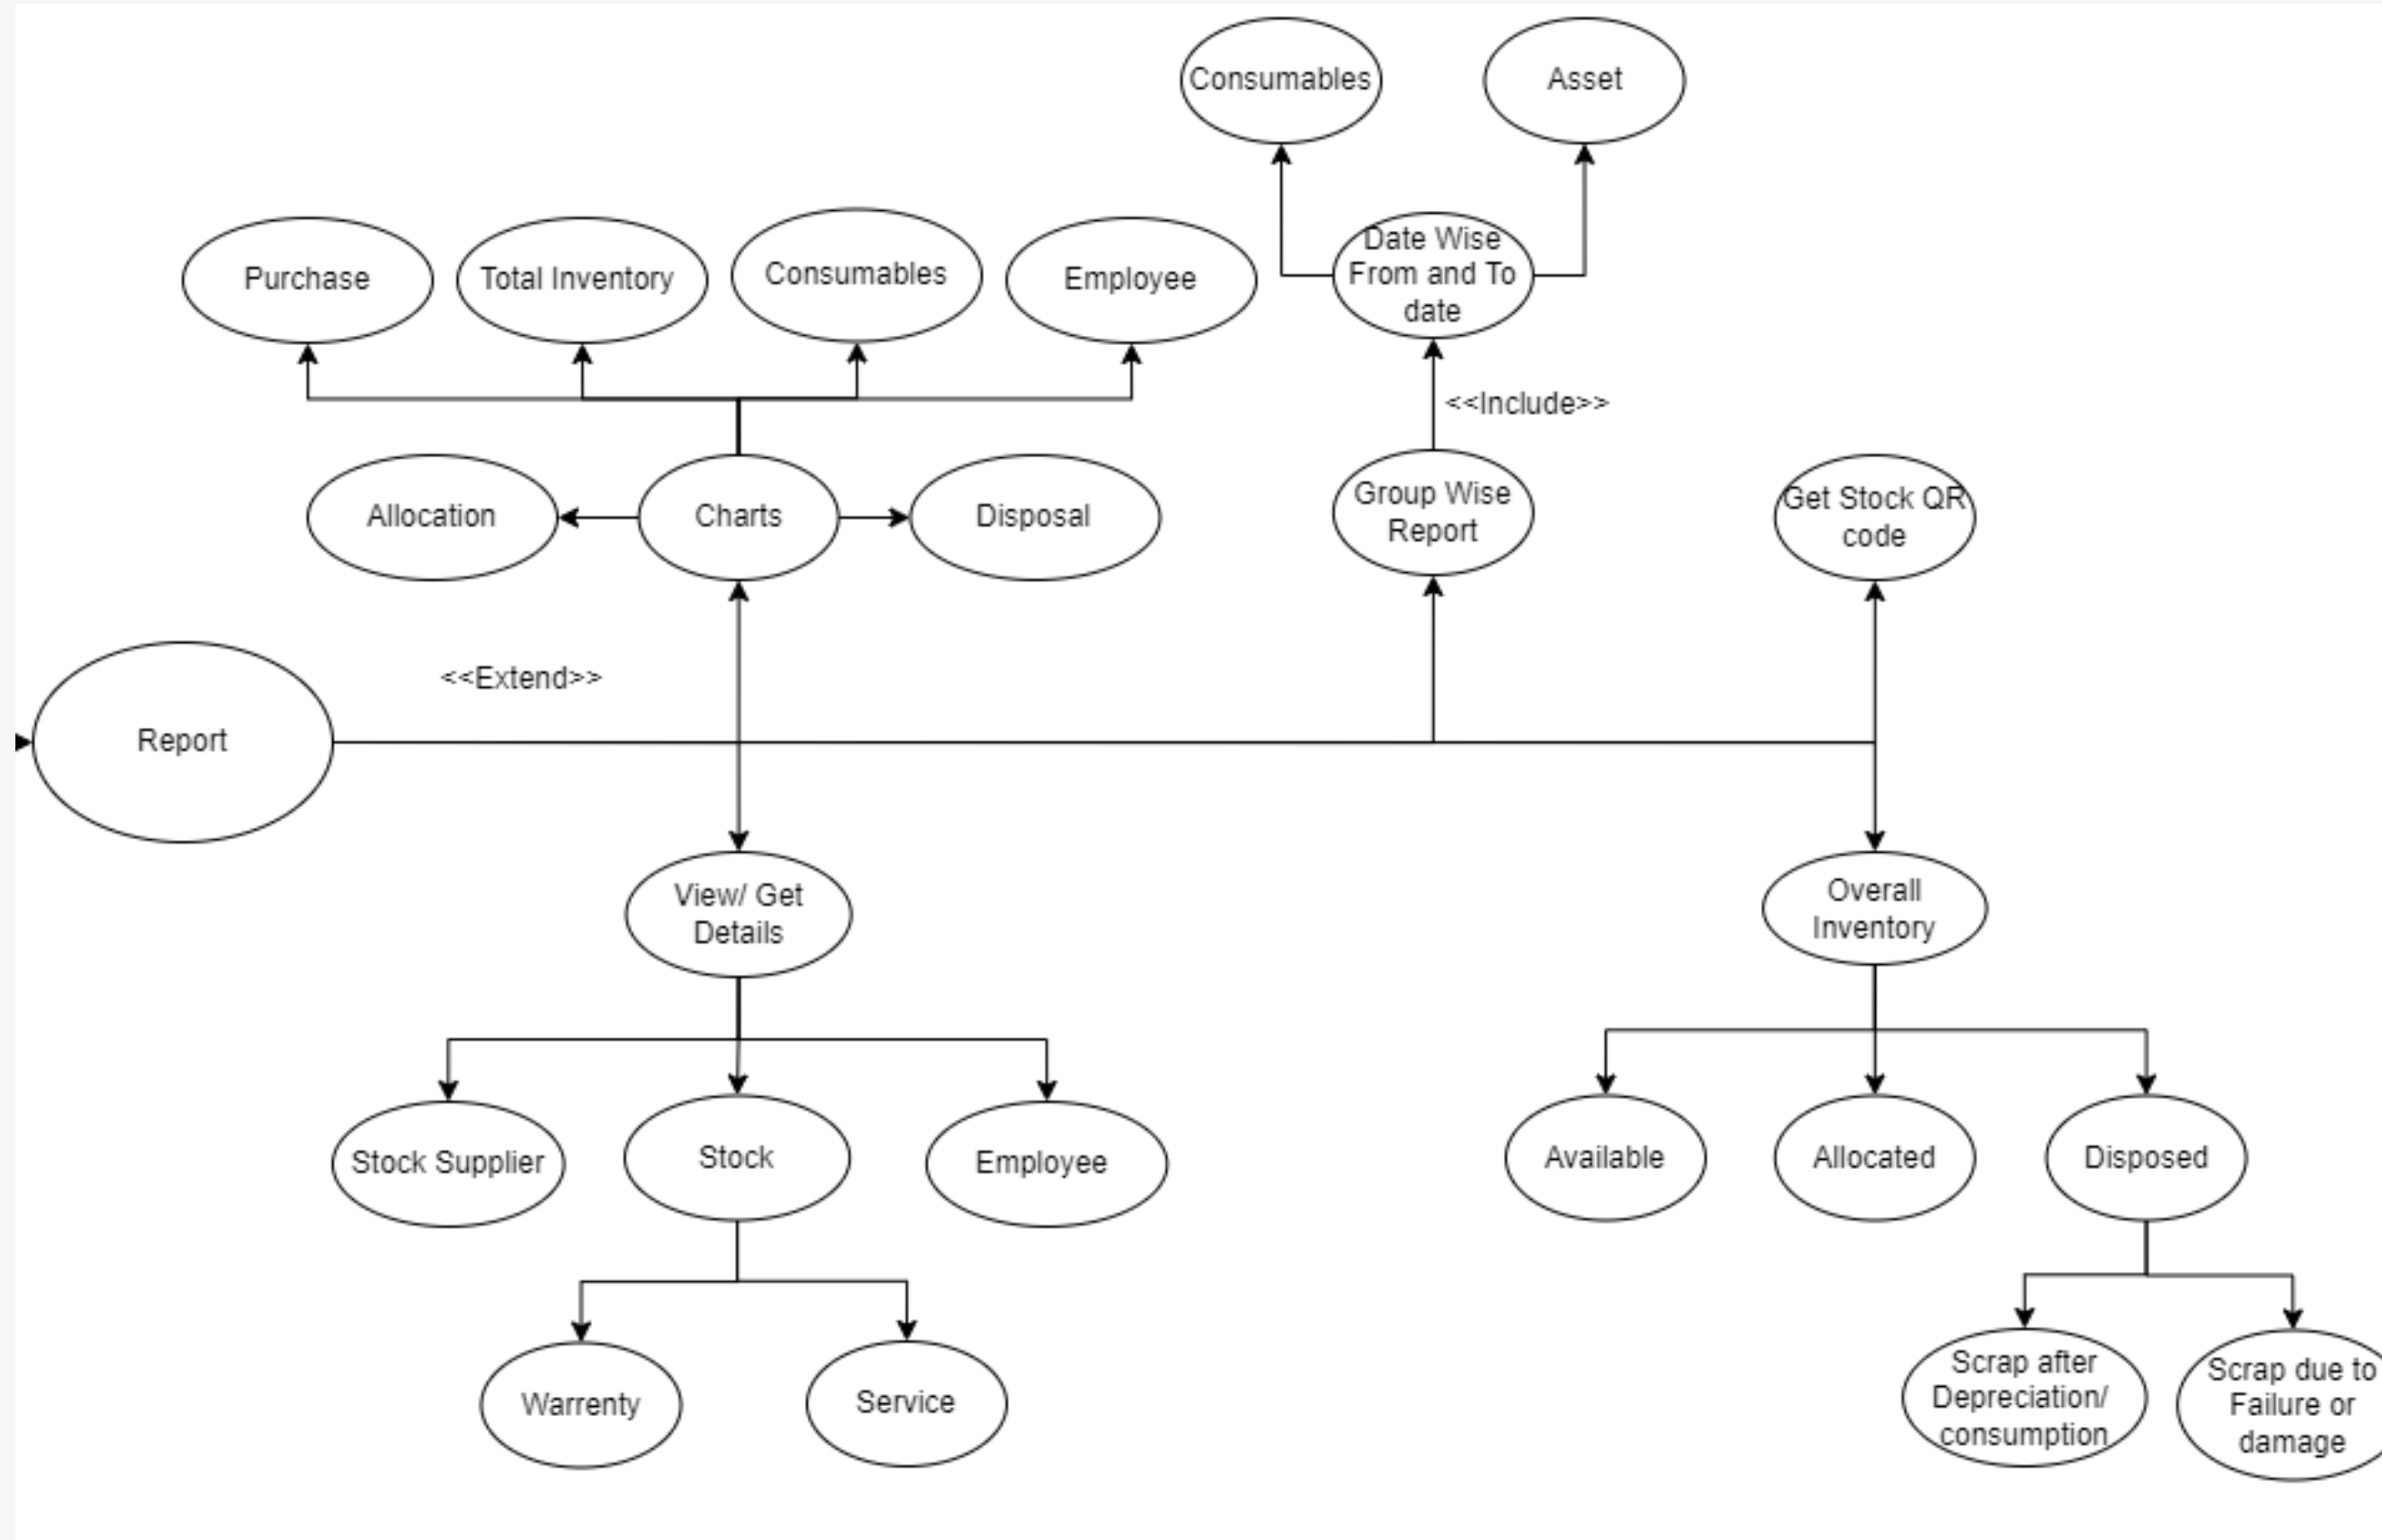 Consumables
Asset
Purchase
Total Inventory
Consumables
Employee
Date Wise
From and To
date
<<Include>>
Allocation
Charts
Disposal
Group Wise
Report
Get Stock QR
code
<<Extend>>
Report
View/ Get
Details
Overall
Inventory
Stock Supplier
Stock
Employee
Available
Allocated
Disposed
Warrenty
Service
Scrap after
Depreciation/
consumption
Scrap due to
Failure or
damage